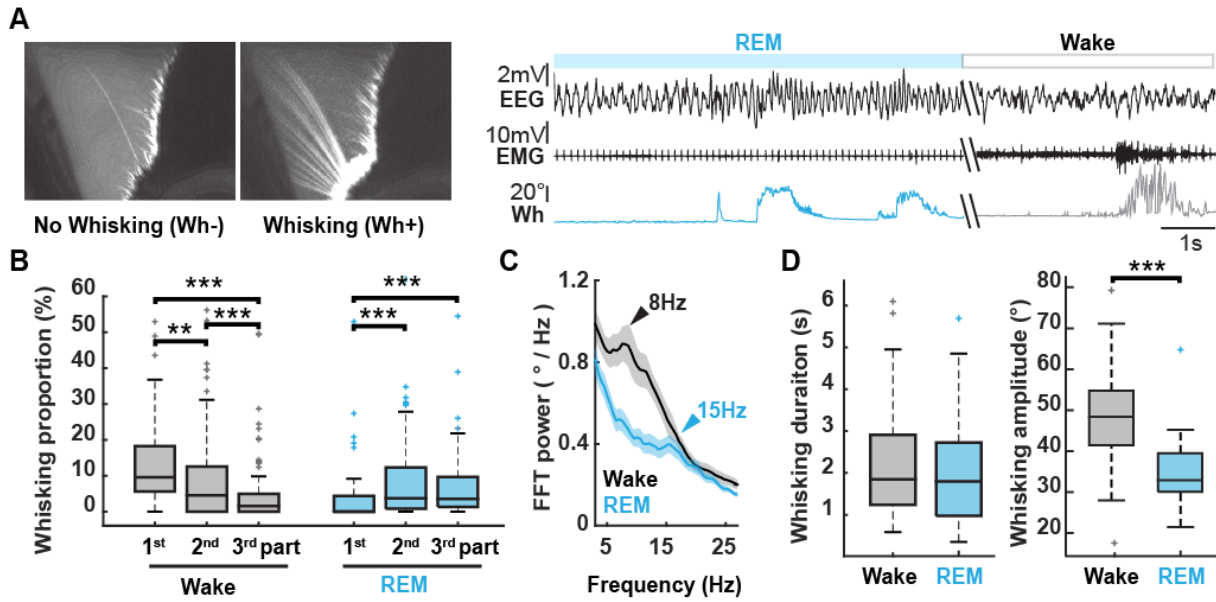 A
No Whisking (Wh-)
Whisking (Wh+)
REM
Wake
2mV
EEG
10mV
EMG
20°
Wh
1s
B
Whisking proportion (%)
60
50
40
30
20
10
0
***
**
***
***
***
1st
2nd
3rd part
1st
2nd
3rd part
Wake
REM
C
FFT power ( ° / Hz)
1.2
0.8
0.4
0
8Hz
15Hz
Wake
REM
5
15
25
Frequency (Hz)
D
Whisking duraiton (s)
6
5
4
3
2
1
Wake
REM
Whisking amplitude (°)
80
70
60
50
40
30
20
***
Wake
REM